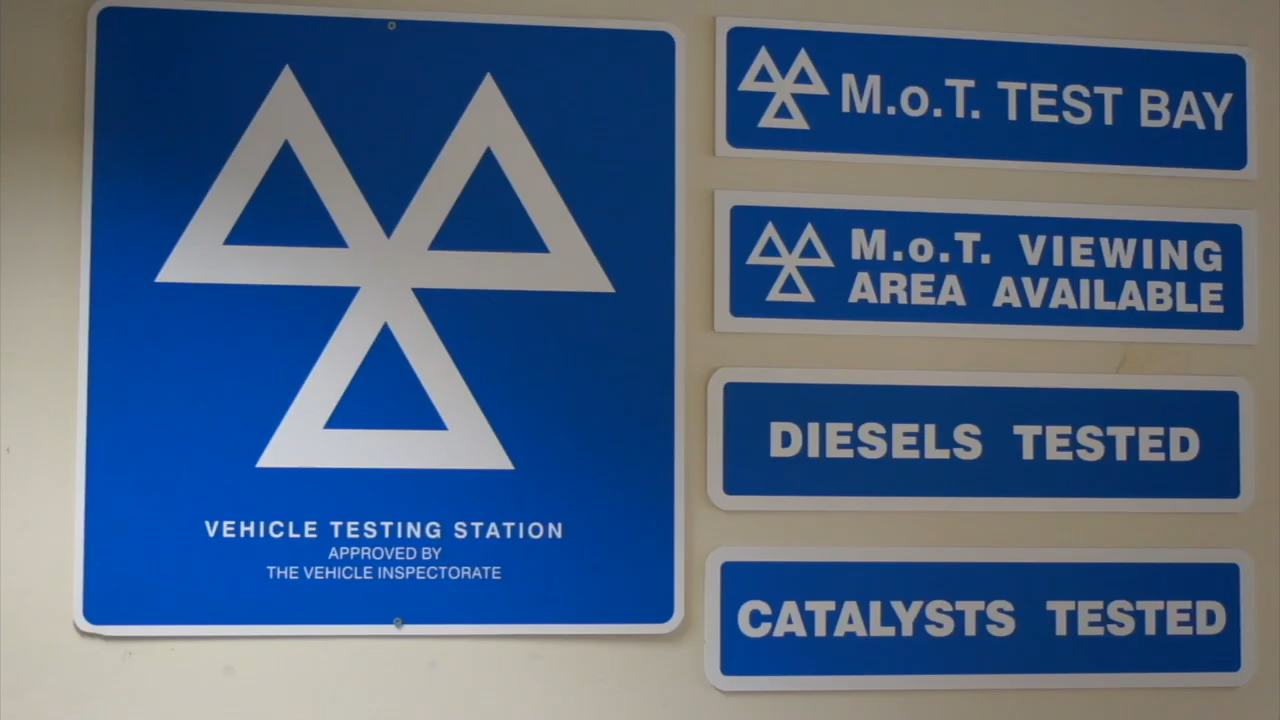 VEHICLE TESTING STATION
APPROVED BY
THE VEHICLE INSPECTORATE
M.o.T. TEST BAY
M.o.T. VIEWING
AREA AVAILABLE
DIESELS TESTED
CATALYSTS TESTED